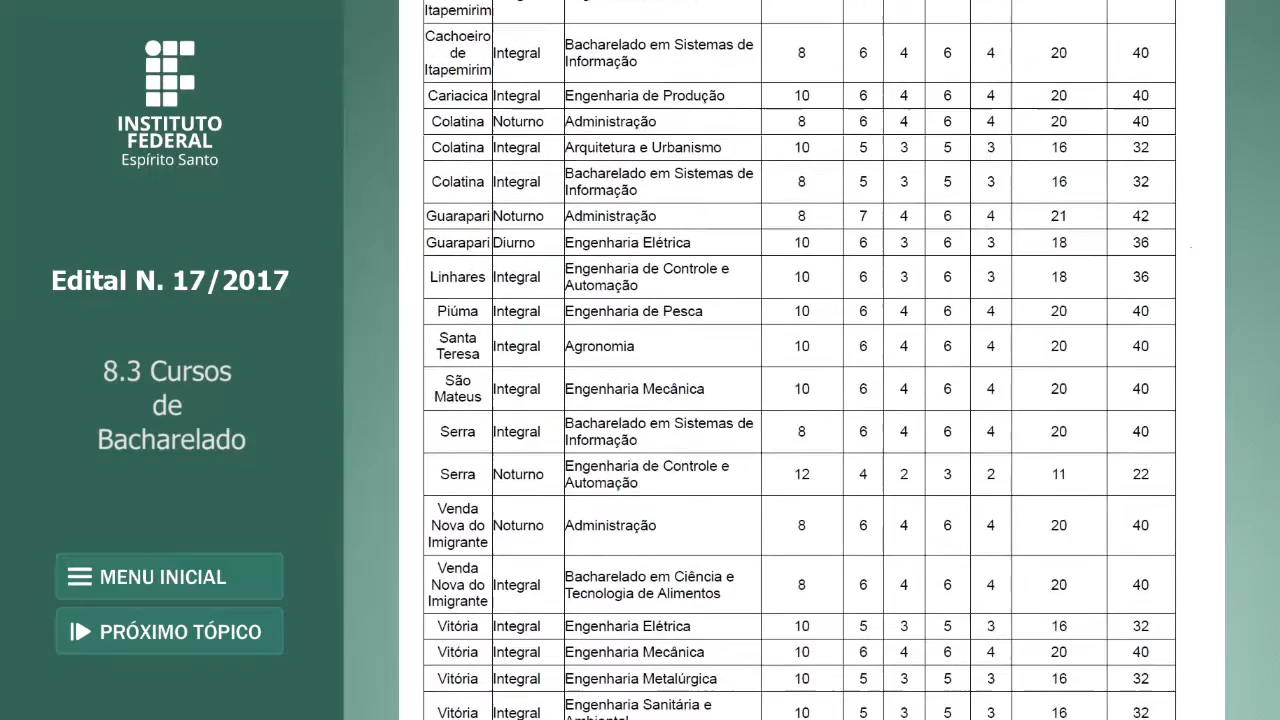 INSTITUTO
FEDERAL
Espírito Santo
Edital N. 17/2017
8.3 Cursos
de
Bacharelado
MENU INICIAL
PRÓXIMO TÓPICO
Itapemirim
Cachoeiro de Itapemirim Integral Bacharelado em Sistemas de Informação 8 6 4 6 4 20 40
Cariacica Integral Engenharia de Produção 10 6 4 6 4 20 40
Colatina Noturno Administração 8 6 4 6 4 20 40
Colatina Integral Arquitetura e Urbanismo 10 5 3 5 3 16 32
Colatina Integral Bacharelado em Sistemas de Informação 8 5 3 5 3 16 32
Guarapari Noturno Administração 8 7 4 6 4 21 42
Guarapari Diurno Engenharia Elétrica 10 6 3 6 3 18 36
Linhares Integral Engenharia de Controle e Automação 10 6 3 6 3 18 36
Piúma Integral Engenharia de Pesca 10 6 4 6 4 20 40
Santa Teresa Integral Agronomia 10 6 4 6 4 20 40
São Mateus Integral Engenharia Mecânica 10 6 4 6 4 20 40
Serra Integral Bacharelado em Sistemas de Informação 8 6 4 6 4 20 40
Serra Noturno Engenharia de Controle e Automação 12 4 2 3 2 11 22
Venda Nova do Imigrante Noturno Administração 8 6 4 6 4 20 40
Venda Nova do Imigrante Integral Bacharelado em Ciência e Tecnologia de Alimentos 8 6 4 6 4 20 40
Vitória Integral Engenharia Elétrica 10 5 3 5 3 16 32
Vitória Integral Engenharia Mecânica 10 6 4 6 4 20 40
Vitória Integral Engenharia Metalúrgica 10 5 3 5 3 16 32
Vitória Integral Engenharia Sanitária e 10 5 3 5 3 16 32